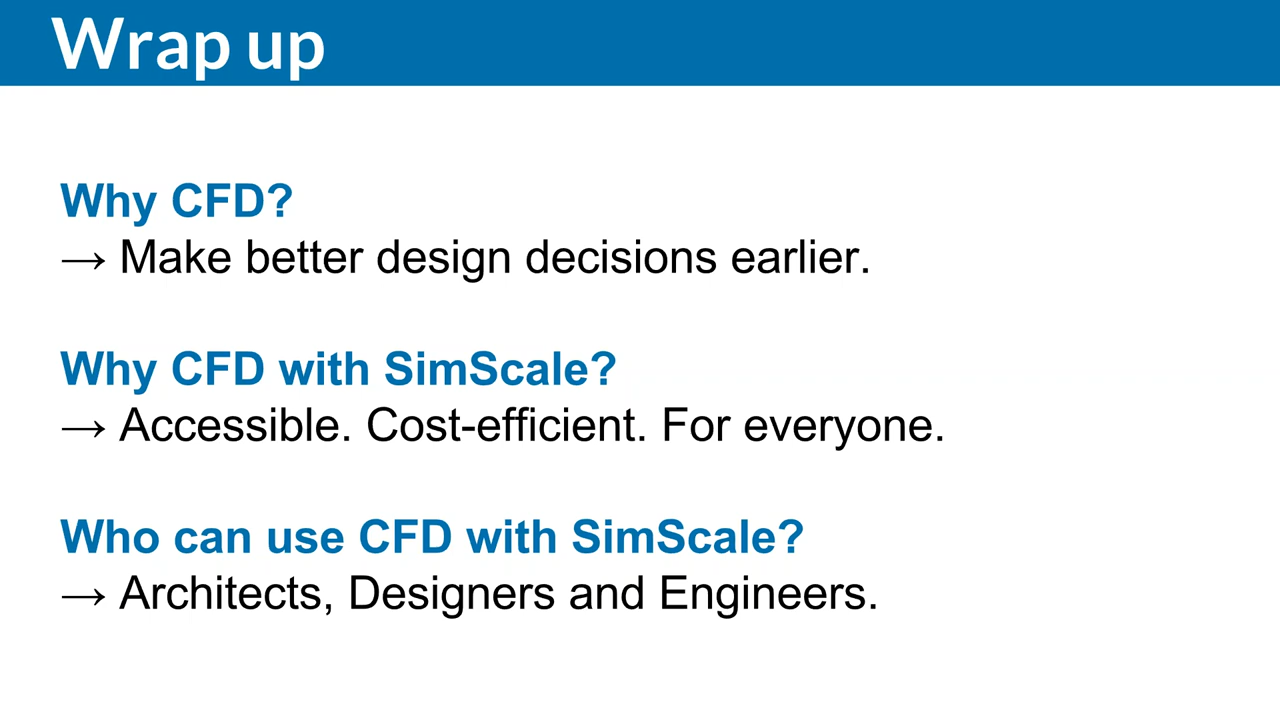 Wrap up
Why CFD?
→ Make better design decisions earlier.
Why CFD with SimScale?
→ Accessible. Cost-efficient. For everyone.
Who can use CFD with SimScale?
→ Architects, Designers and Engineers.